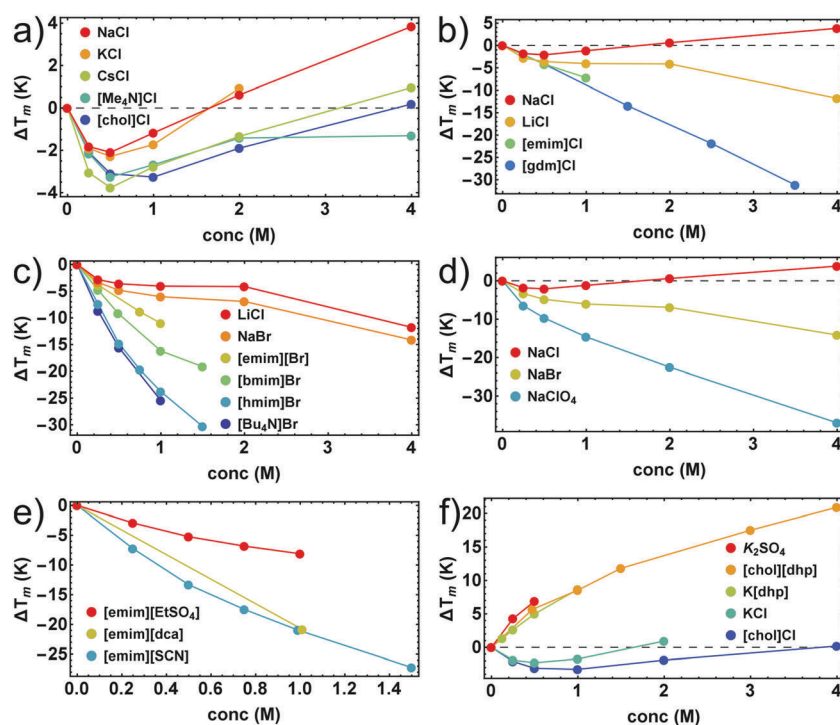 a)
NaCl
KCl
CsCl
[Me₄N]Cl
[chol]Cl
4
2
0
−2
−4
ΔTₘ (K)
0 1 2 3 4
conc (M)
b)
NaCl
LiCl
[emim]Cl
[gdm]Cl
5
0
−5
−10
−15
−20
−25
−30
ΔTₘ (K)
0 1 2 3 4
conc (M)
c)
LiCl
NaBr
[emim][Br]
[bmim]Br
[hmim]Br
[Bu₄N]Br
0
−5
−10
−15
−20
−25
−30
ΔTₘ (K)
0 1 2 3 4
conc (M)
d)
NaCl
NaBr
NaClO₄
0
−10
−20
−30
ΔTₘ (K)
0 1 2 3 4
conc (M)
e)
[emim][EtSO₄]
[emim][dca]
[emim][SCN]
0
−5
−10
−15
−20
−25
ΔTₘ (K)
0.0 0.2 0.4 0.6 0.8 1.0 1.2 1.4
conc (M)
f)
K₂SO₄
[chol][dhp]
K[dhp]
KCl
[chol]Cl
20
15
10
5
0
ΔTₘ (K)
0 1 2 3 4
conc (M)